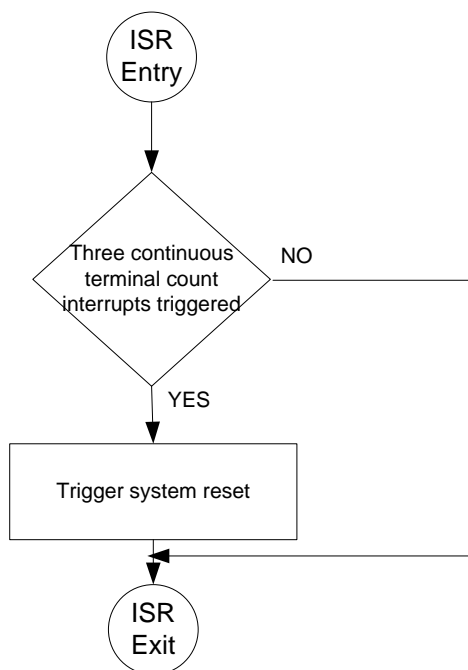 ISR
Entry
Three continuous
terminal count
interrupts triggered
NO
YES
Trigger system reset
ISR
Exit